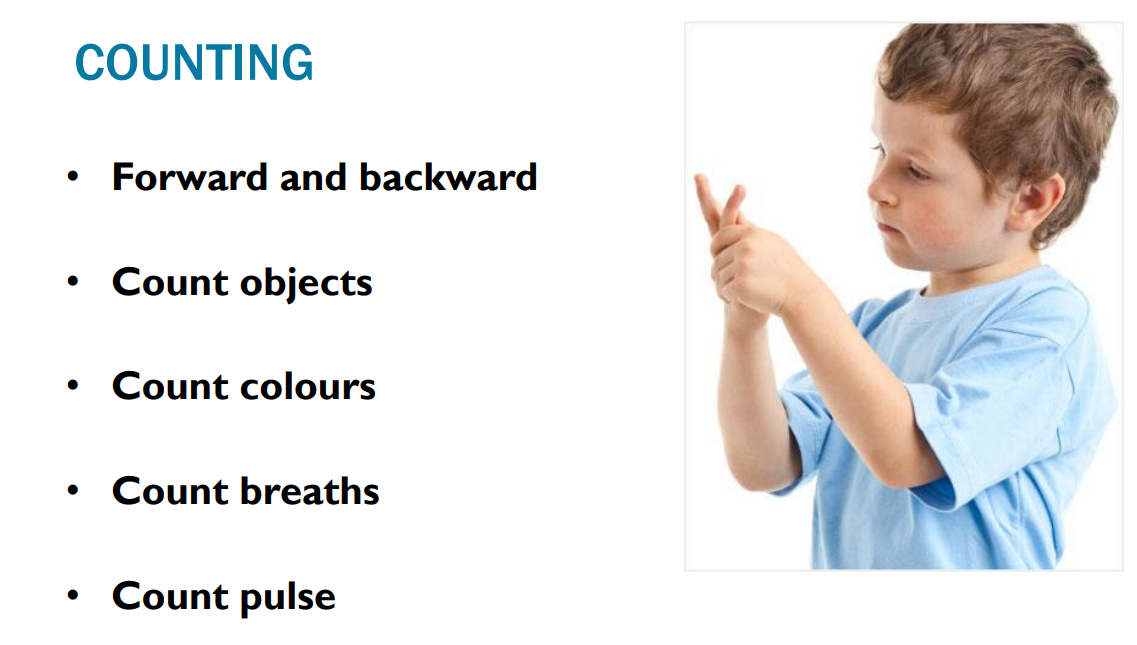 COUNTING
• Forward and backward
• Count objects
• Count colours
• Count breaths
• Count pulse